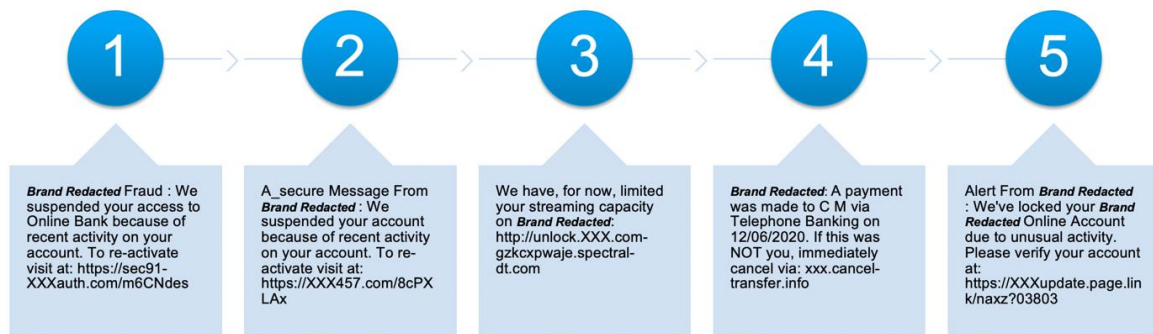 1
2
3
4
5
Brand Redacted Fraud : We
suspended your access to
Online Bank because of
recent activity on your
account. To re-activate
visit at: https://sec91-
XXXauth.com/m6CNdes
A_secure Message From
Brand Redacted : We
suspended your account
because of recent activity
on your account. To re-
activate visit at:
https://XXX457.com/8cPX
LAx
We have, for now, limited
your streaming capacity
on Brand Redacted:
http://unlock.XXX.com-
gzkcxpwaje.spectral-
dt.com
Brand Redacted: A payment
was made to C M via
Telephone Banking on
12/06/2020. If this was
NOT you, immediately
cancel via: xxx.cancel-
transfer.info
Alert From Brand Redacted
: We've locked your Brand
Redacted Online Account
due to unusual activity.
Please verify your account
at:
https://XXXupdate.page.lin
k/naxz?03803